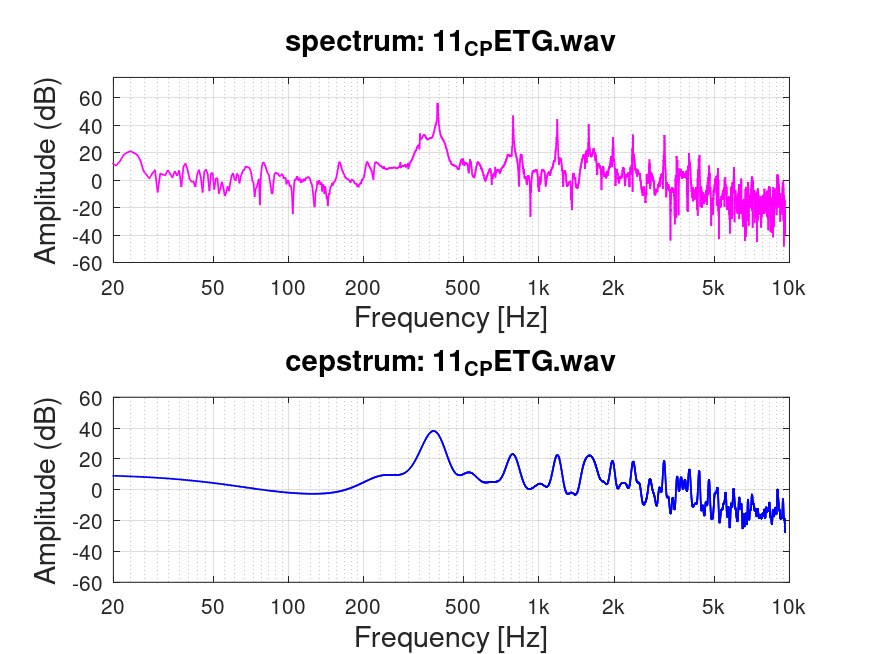 spectrum: 11CPETG.wav
Amplitude (dB)
60
40
20
0
-20
-40
-60
20 50 100 200 500 1k 2k 5k 10k
Frequency [Hz]
cepstrum: 11CPETG.wav
Amplitude (dB)
60
40
20
0
-20
-40
-60
20 50 100 200 500 1k 2k 5k 10k
Frequency [Hz]